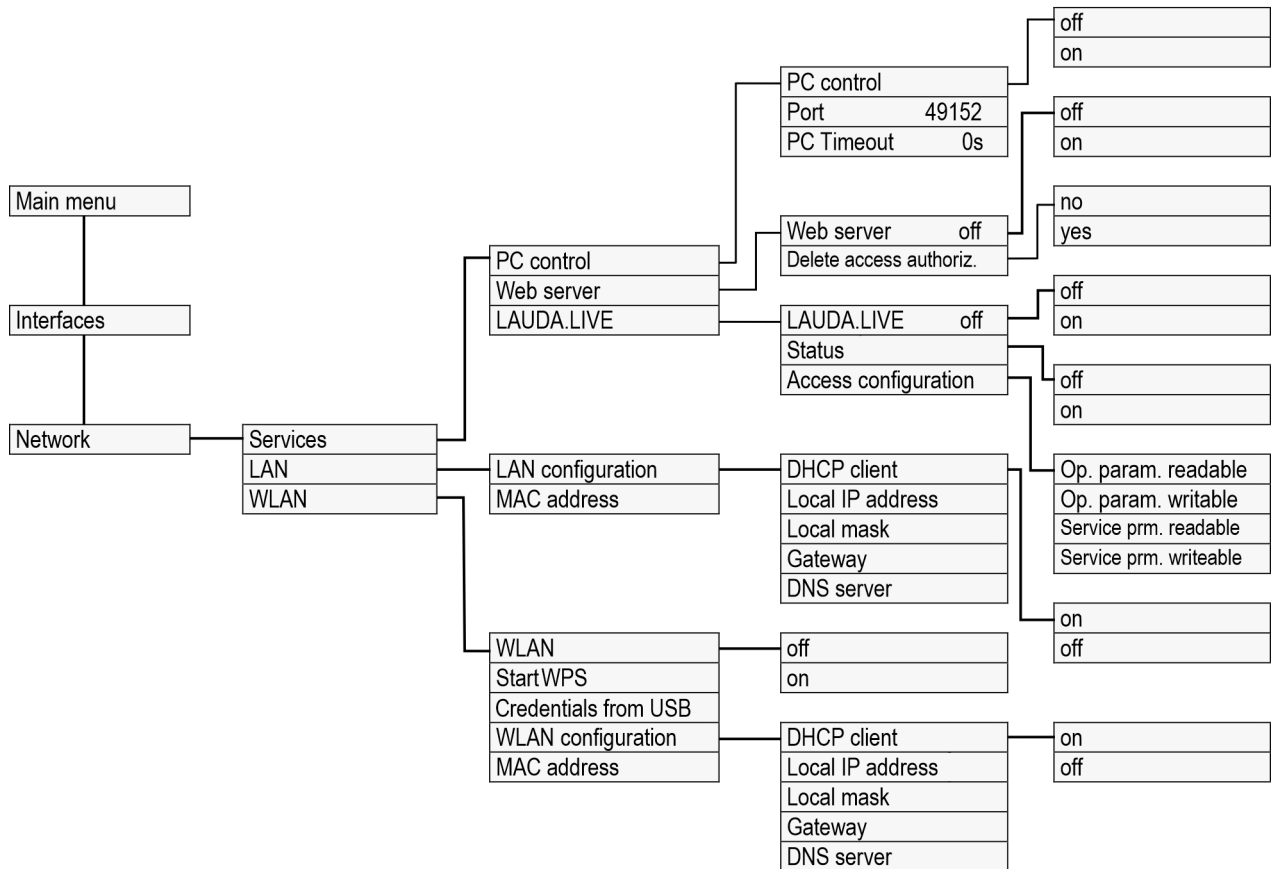 Main menu
Interfaces
Network
Services
LAN
WLAN
PC control
Web server
LAUDA.LIVE
PC control
Port 49152
PC Timeout 0s
off
on
Web server off
Delete access authoriz.
off
on
no
yes
LAUDA.LIVE off
Status
Access configuration
off
on
off
on
Op. param. readable
Op. param. writable
Service prm. readable
Service prm. writeable
LAN configuration
MAC address
DHCP client
Local IP address
Local mask
Gateway
DNS server
on
off
WLAN
Start WPS
Credentials from USB
WLAN configuration
MAC address
off
on
DHCP client
Local IP address
Local mask
Gateway
DNS server
on
off